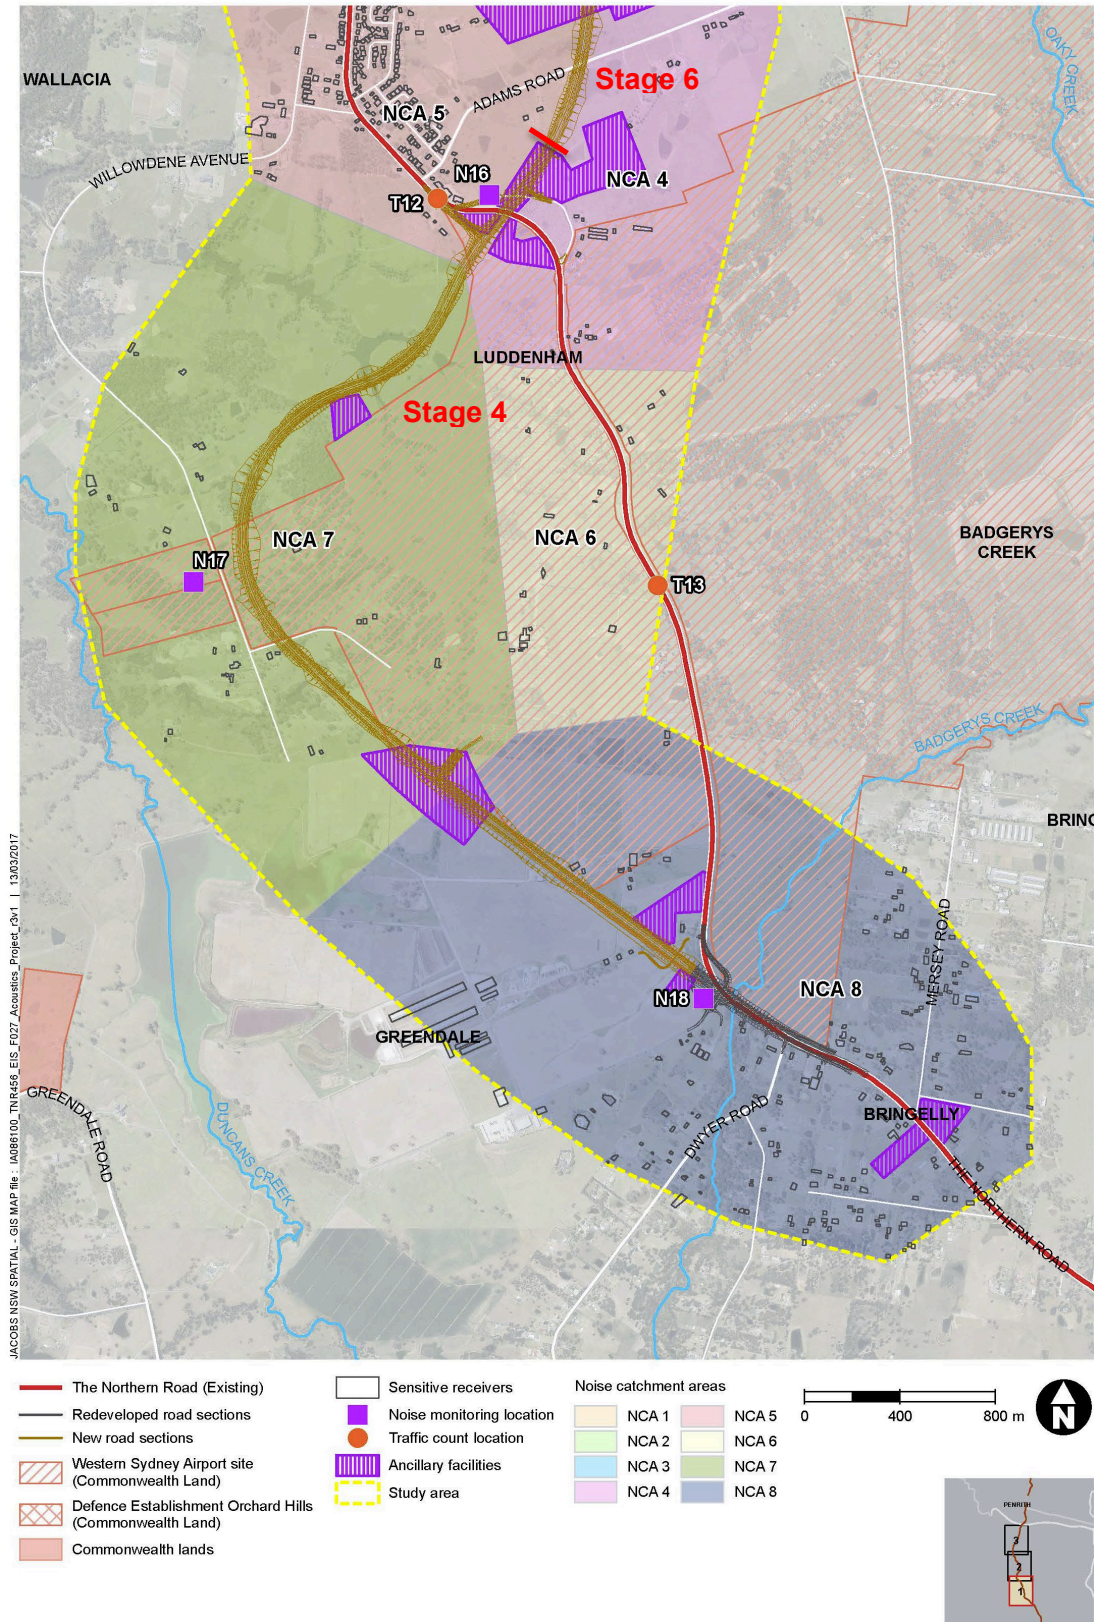 WALLACIA
OAKY CREEK
Stage 6
ADAMS ROAD
NCA 5
WILLOWDENE AVENUE
N16
NCA 4
T12
LUDDENHAM
Stage 4
NCA 7
NCA 6
BADGERYS
CREEK
N17
T13
BADGERYS CREEK
BRING
MERSEY ROAD
NCA 8
N18
GREENDALE
GREENDALE ROAD
DUNCANS CREEK
DWYER ROAD
BRINGELLY
THE NORTHERN ROAD
JACOBS NSW SPATIAL - GIS MAP file : IA086100_TNR456_EIS_F027_Acoustics_Project_r3v1 | 13/03/2017
The Northern Road (Existing)
Redeveloped road sections
New road sections
Western Sydney Airport site
(Commonwealth Land)
Defence Establishment Orchard Hills
(Commonwealth Land)
Commonwealth lands
Sensitive receivers
Noise monitoring location
Traffic count location
Ancillary facilities
Study area
Noise catchment areas
NCA 1
NCA 2
NCA 3
NCA 4
NCA 5
NCA 6
NCA 7
NCA 8
0 400 800 m
N
PENRITH
3
2
1